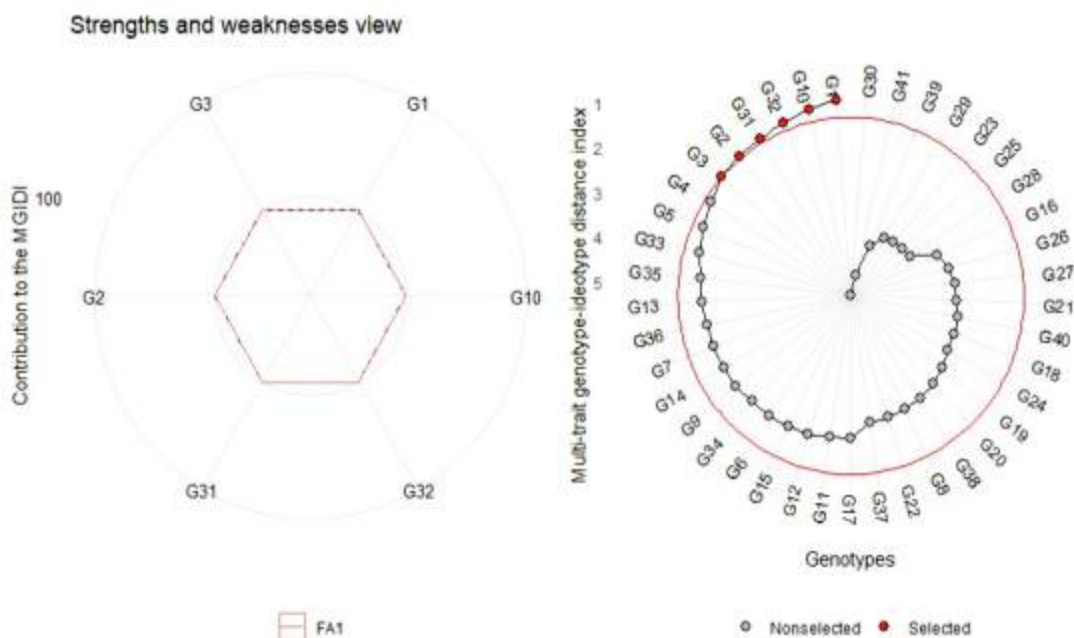 Strengths and weaknesses view
G3
G1
Contribution to the MGIDI
100
G2
G10
G31
G32
FA1
Multi-trait genotype-ideotype distance index
1
2
3
4
5
G30
G41
G39
G29
G23
G25
G28
G16
G26
G27
G21
G40
G18
G24
G19
G20
G38
G8
G22
G37
G17
G11
G12
G15
G6
G34
G9
G14
G7
G36
G13
G35
G33
G5
G4
G3
G2
G31
G32
G10
G1
Genotypes
Nonselected
Selected